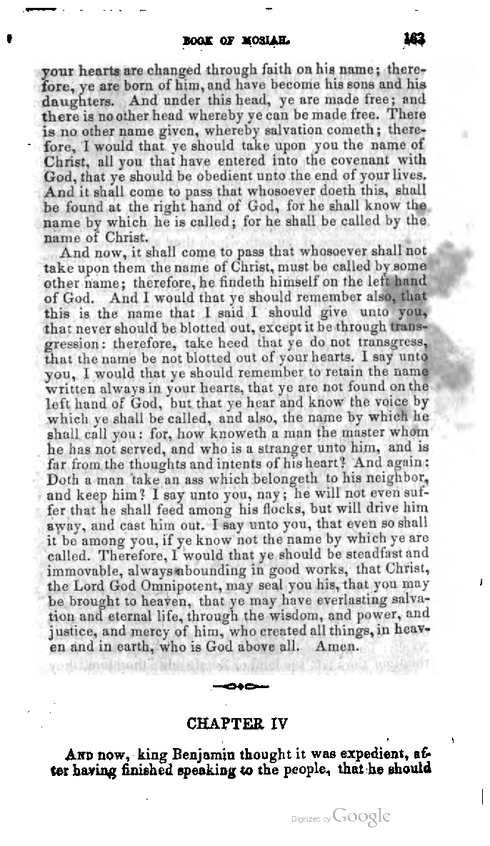 BOOK OF MOSIAH. 163
your hearts are changed through faith on his name; there-
fore, ye are born of him, and have become his sons and his
daughters. And under this head, ye are made free; and
there is no other head whereby ye can be made free. There
is no other name given, whereby salvation cometh; there-
fore, I would that ye should take upon you the name of
Christ, all you that have entered into the covenant with
God, that ye should be obedient unto the end of your lives.
And it shall come to pass that whosoever doeth this, shall
be found at the right hand of God, for he shall know the
name by which he is called; for he shall be called by the
name of Christ.
And now, it shall come to pass that whosoever shall not
take upon them the name of Christ, must be called by some
other name; therefore, he findeth himself on the left hand
of God. And I would that ye should remember also, that
this is the name that I said I should give unto you,
that never should be blotted out, except it be through trans-
gression: therefore, take heed that ye do not transgress,
that the name be not blotted out of your hearts. I say unto
you, I would that ye should remember to retain the name
written always in your hearts, that ye are not found on the
left hand of God, but that ye hear and know the voice by
which ye shall be called, and also, the name by which he
shall call you: for, how knoweth a man the master whom
he has not served, and who is a stranger unto him, and is
far from the thoughts and intents of his heart? And again:
Doth a man take an ass which belongeth to his neighbor,
and keep him? I say unto you, nay; he will not even suf-
fer that he shall feed among his flocks, but will drive him
away, and cast him out. I say unto you, that even so shall
it be among you, if ye know not the name by which ye are
called. Therefore, I would that ye should be steadfast and
immovable, always abounding in good works, that Christ,
the Lord God Omnipotent, may seal you his, that you may
be brought to heaven, that ye may have everlasting salva-
tion and eternal life, through the wisdom, and power, and
justice, and mercy of him, who created all things, in heav-
en and in earth, who is God above all. Amen.
CHAPTER IV
AND now, king Benjamin thought it was expedient, af-
ter having finished speaking to the people, that he should
Digitized by Google